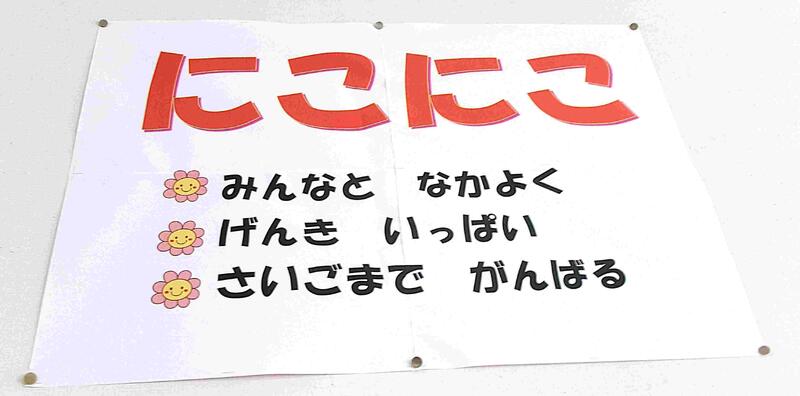 にこにこ
みんなと　なかよく
げんき　いっぱい
さいごまで　がんばる